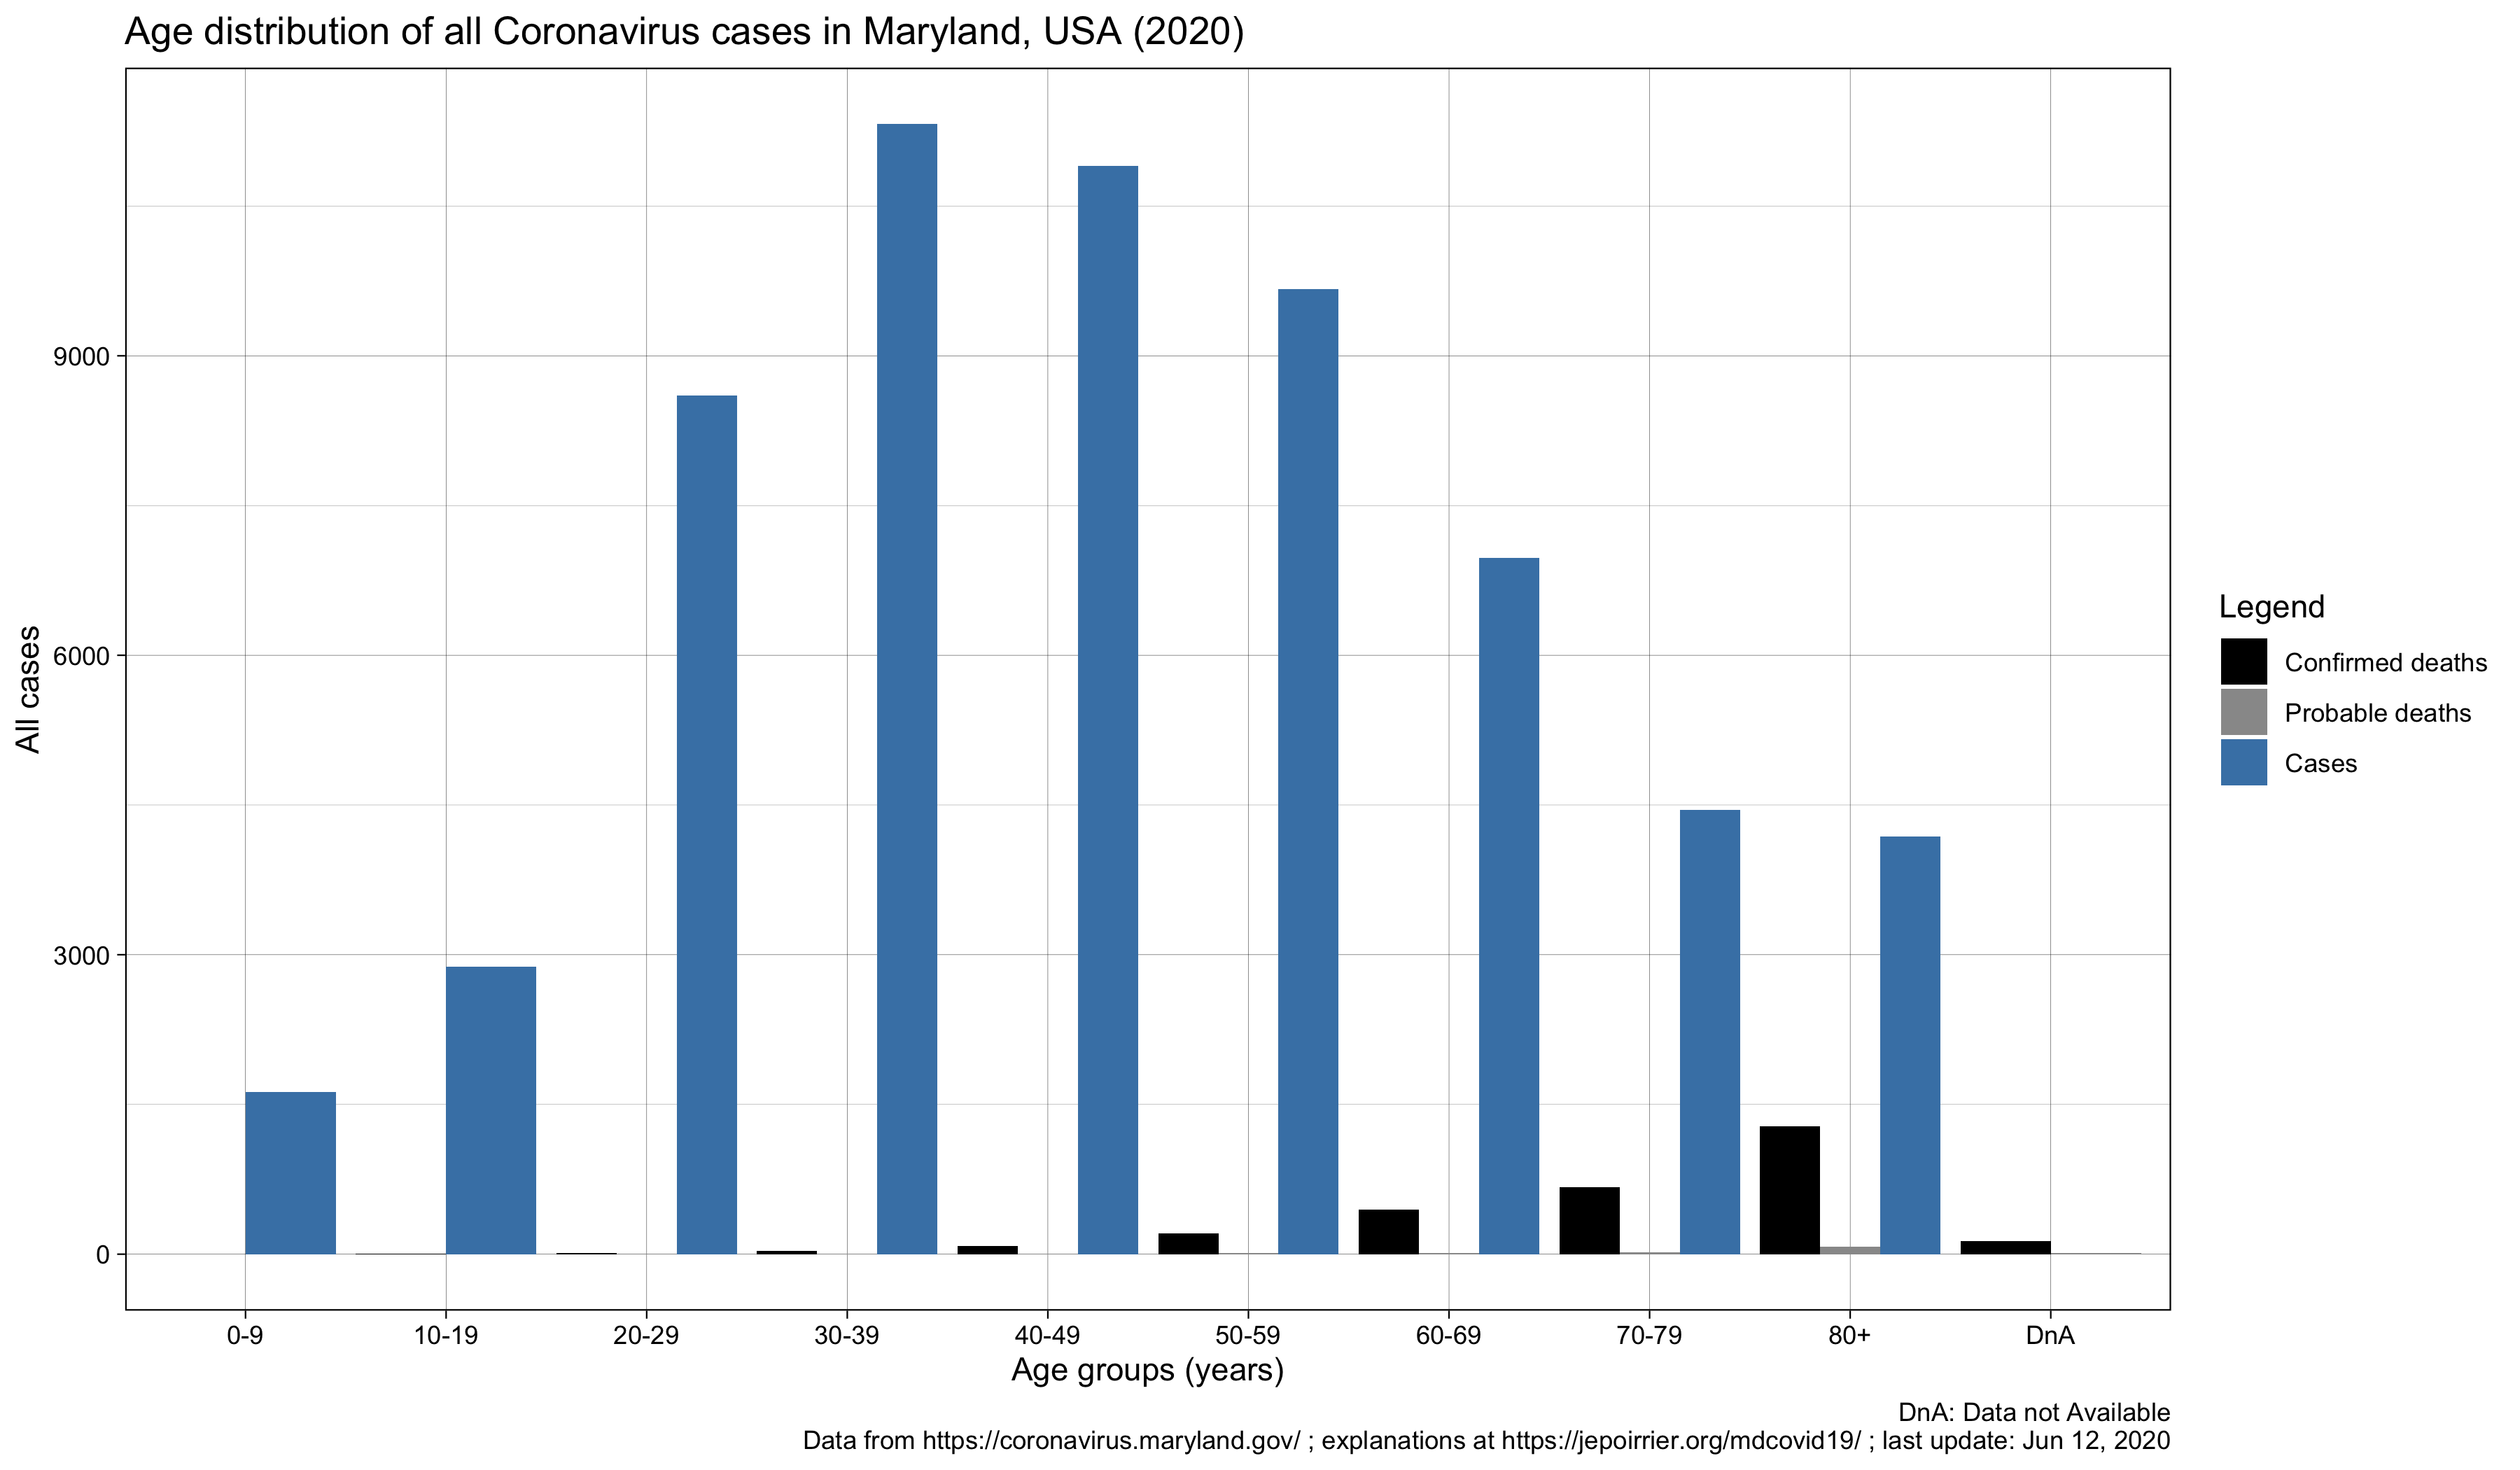 Age distribution of all Coronavirus cases in Maryland, USA (2020)
All cases
9000
6000
3000
0
0-9
10-19
20-29
30-39
40-49
50-59
60-69
70-79
80+
DnA
Age groups (years)
Legend
Confirmed deaths
Probable deaths
Cases
DnA: Data not Available
Data from https://coronavirus.maryland.gov/ ; explanations at https://jepoirrier.org/mdcovid19/ ; last update: Jun 12, 2020